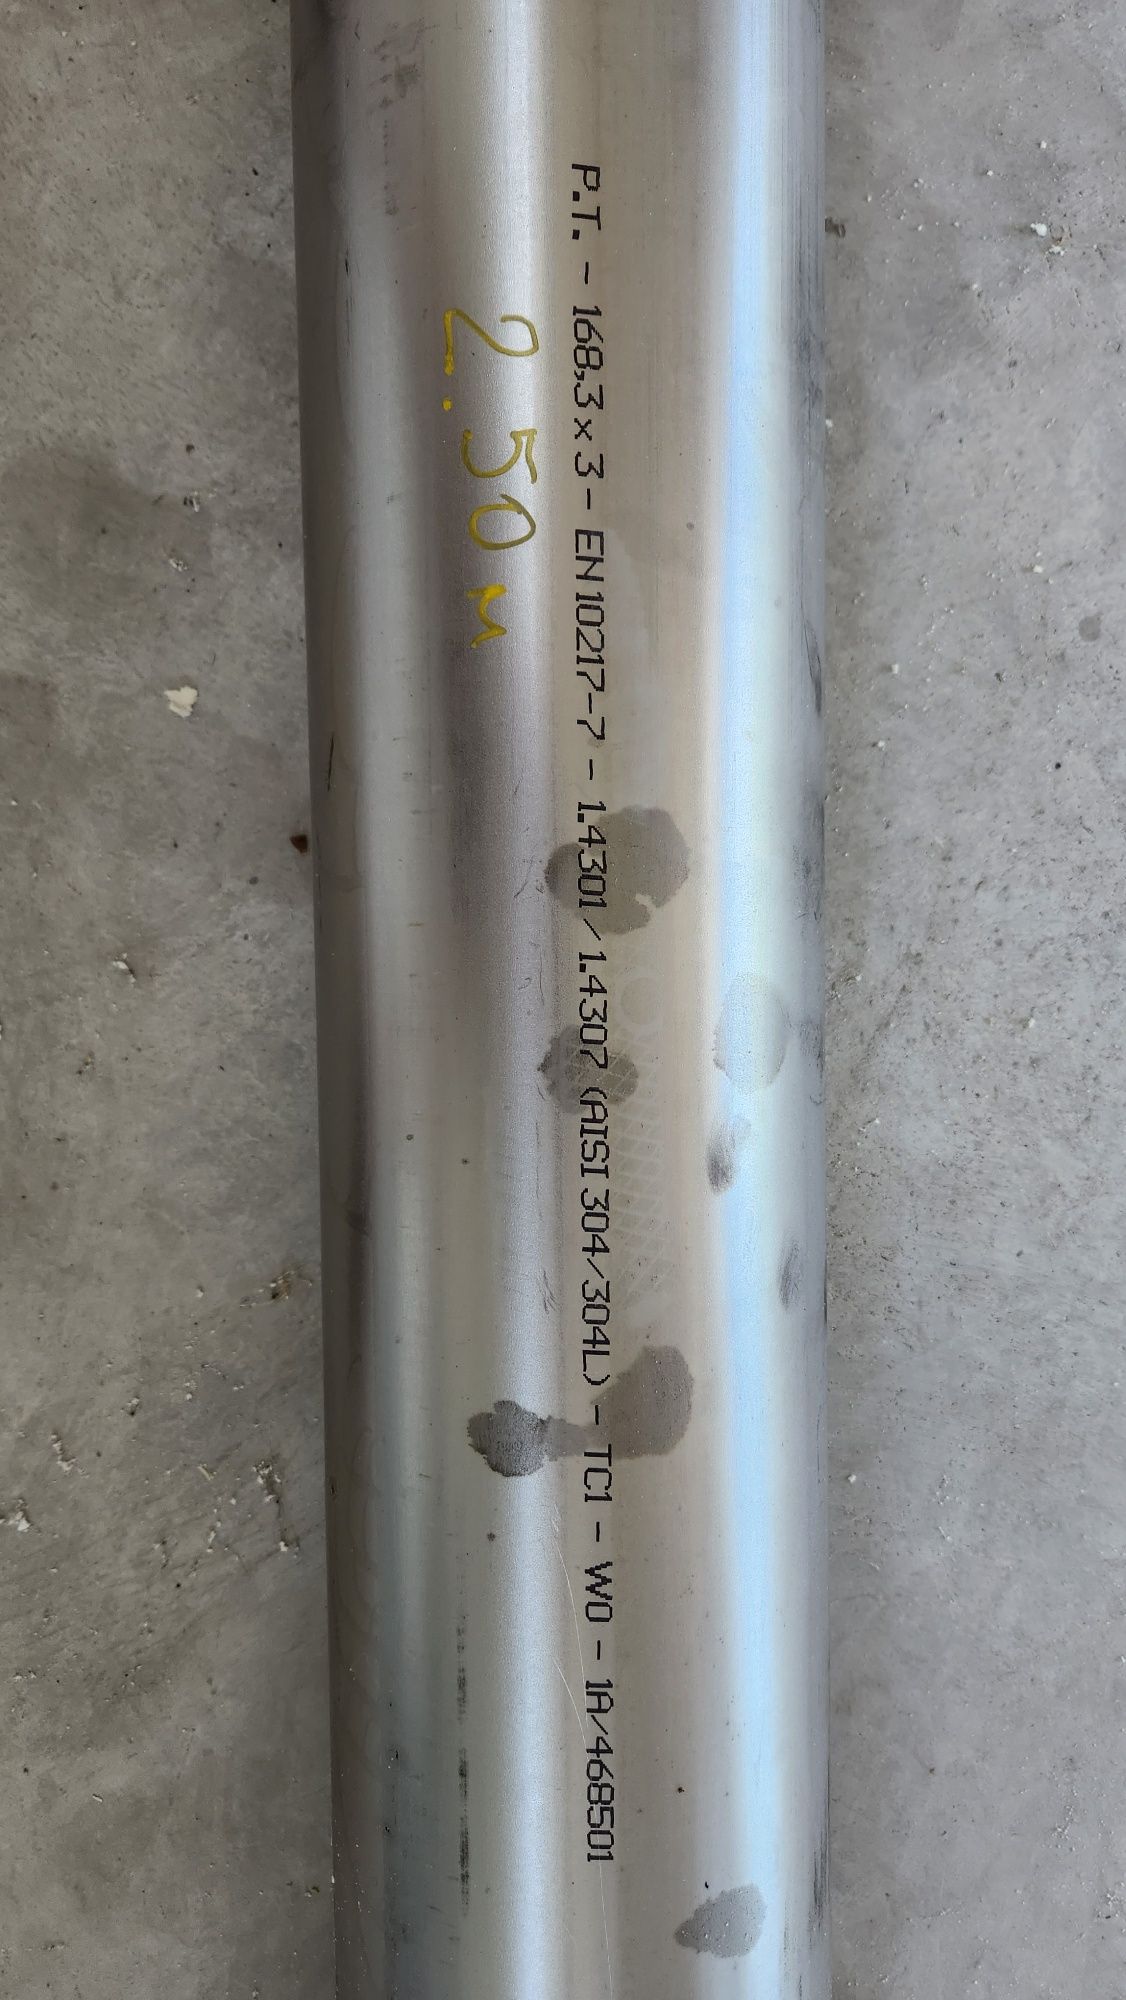 P.T. - 168,3 x 3 - EN 10217-7 - 1.4301 / 1.4307 (AISI 304/304L) - TC1 - W0 - 1A/468501
2.50 м